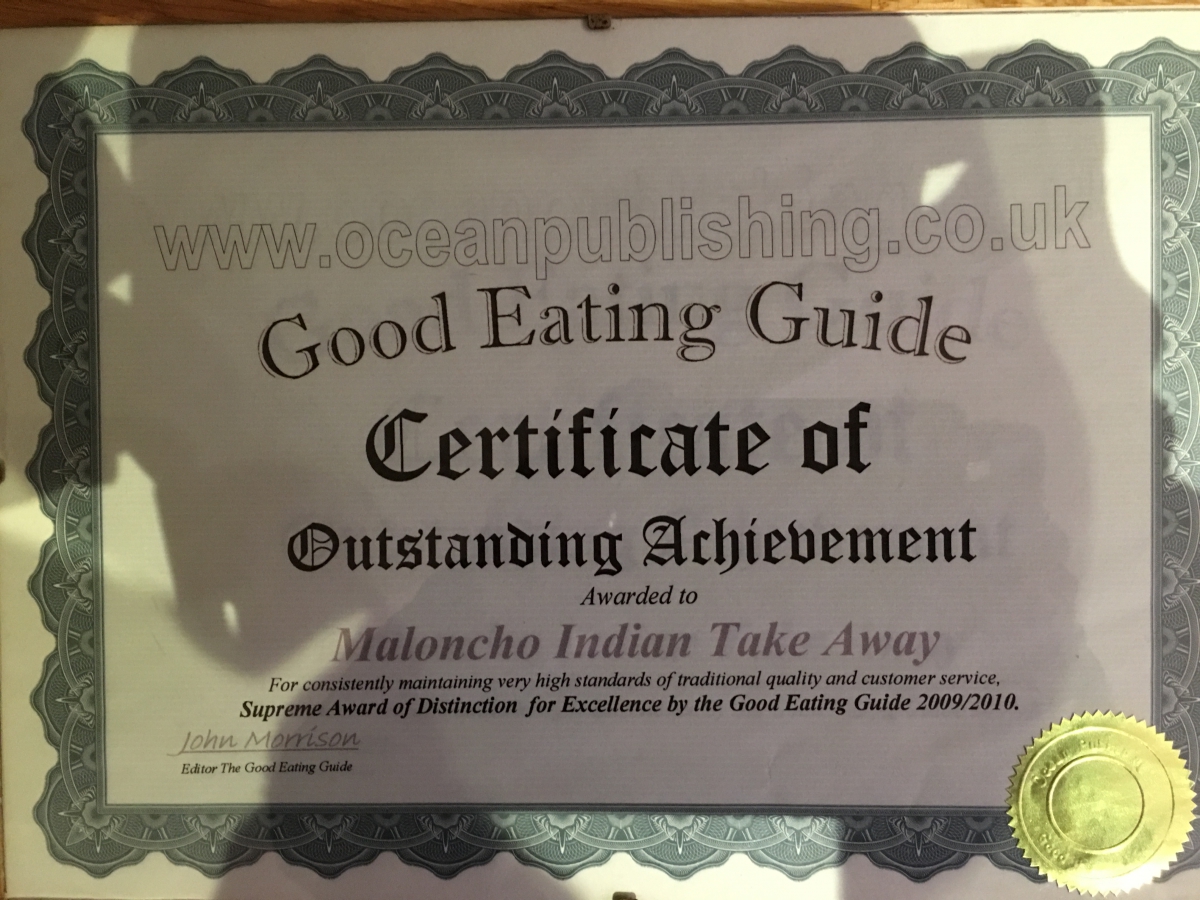 www.oceanpublishing.co.uk
Good Eating Guide
Certificate of
Outstanding Achievement
Awarded to
Maloncho Indian Take Away
For consistently maintaining very high standards of traditional quality and customer service,
Supreme Award of Distinction for Excellence by the Good Eating Guide 2009/2010.
John Morrison
Editor The Good Eating Guide